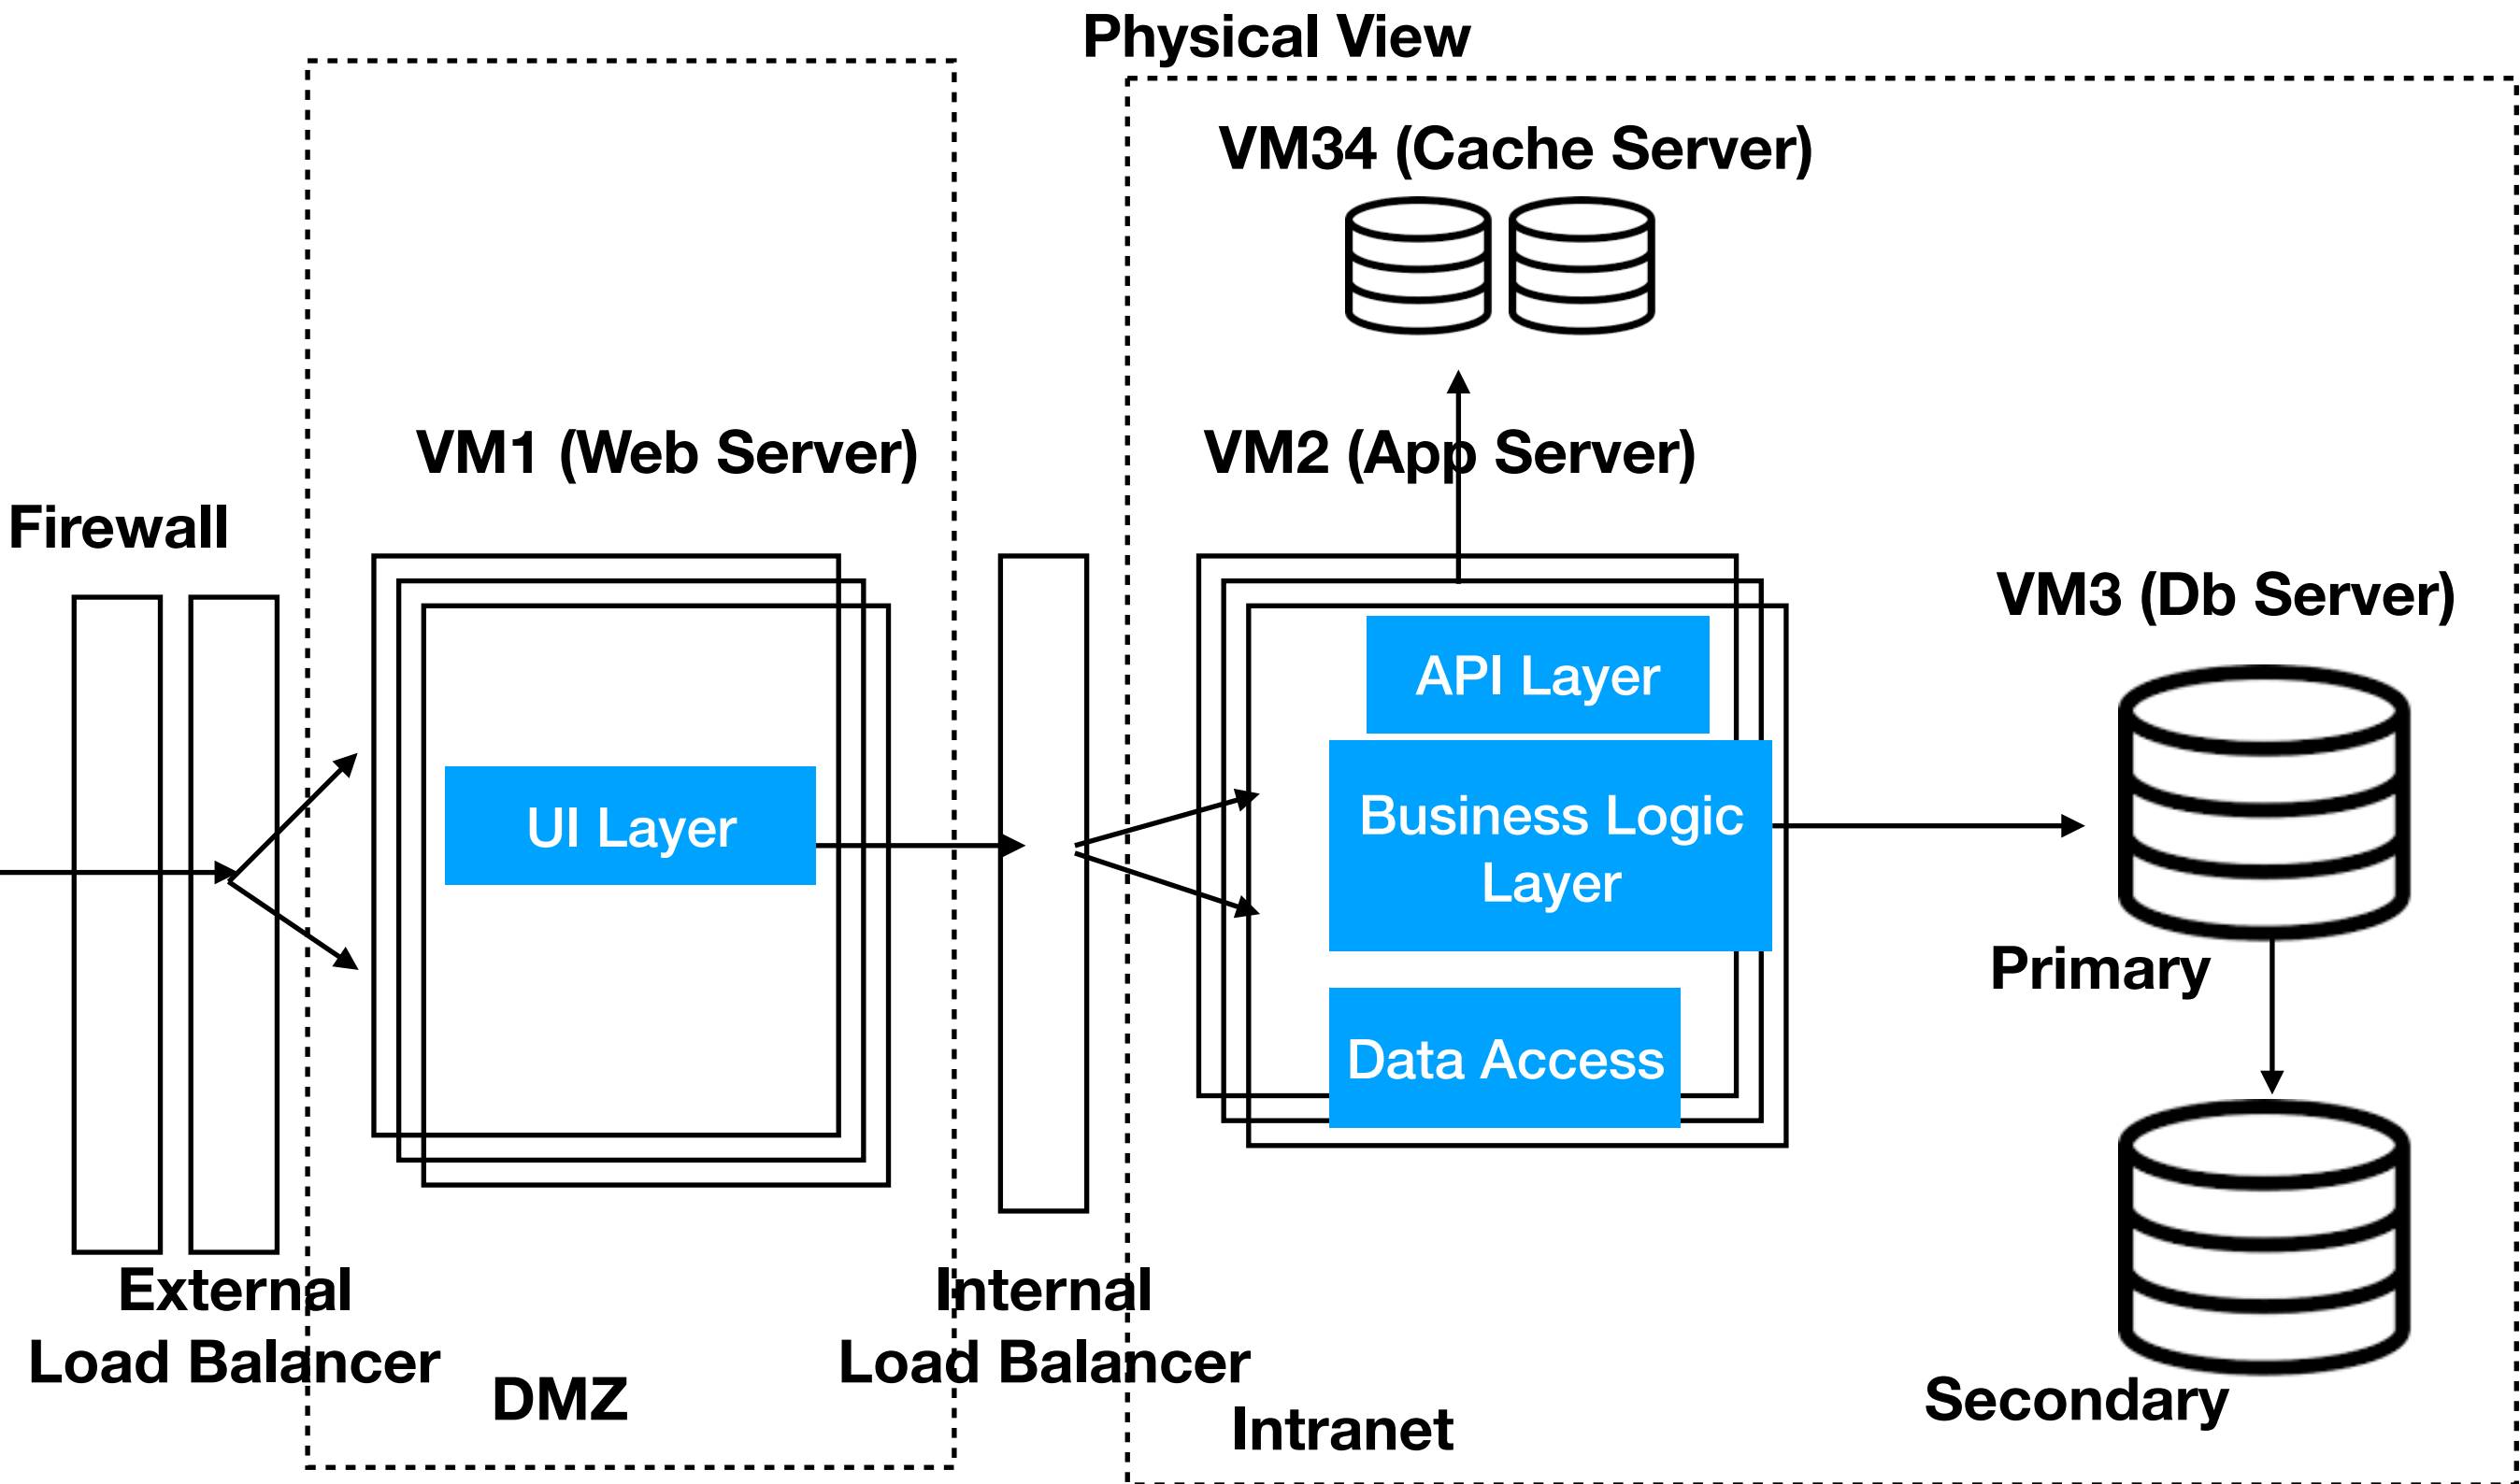 Physical View
VM34 (Cache Server)
VM1 (Web Server)
VM2 (App Server)
Firewall
VM3 (Db Server)
API Layer
UI Layer
Business Logic
Layer
Primary
Data Access
External
Load Balancer
Internal
Load Balancer
DMZ
Secondary
Intranet